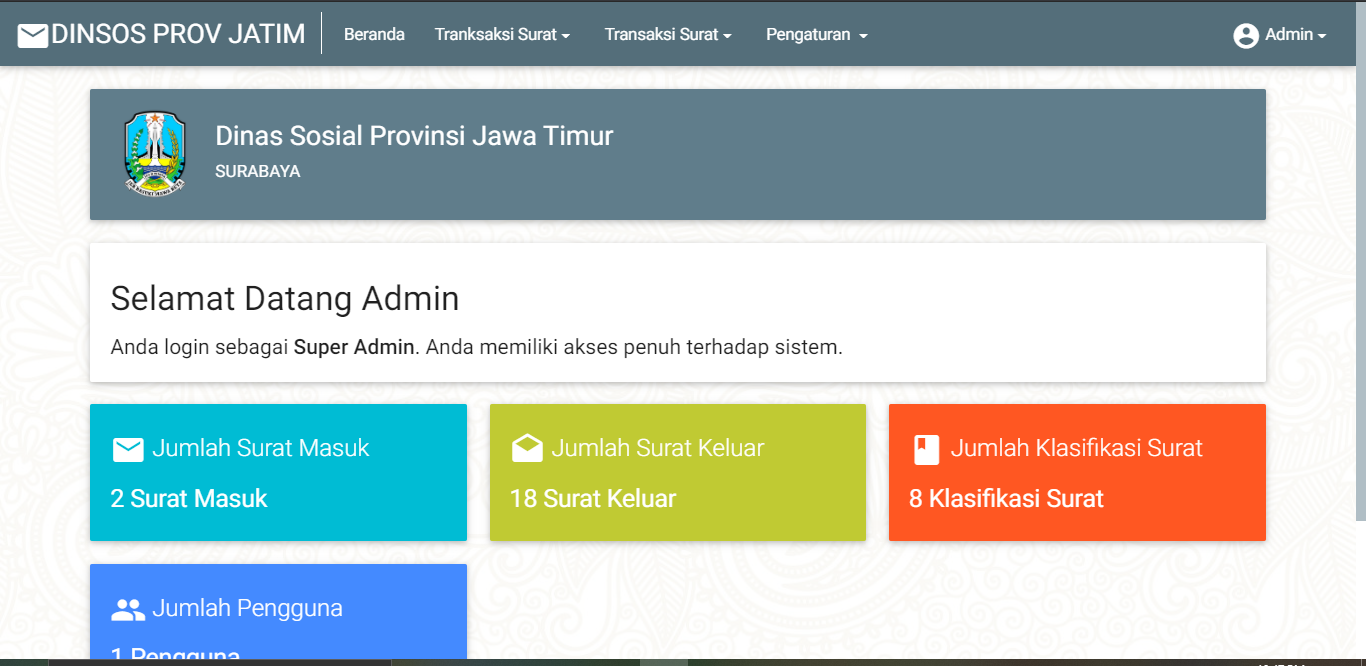 DINSOS PROV JATIM Beranda Tranksaksi Surat Transaksi Surat Pengaturan Admin
Dinas Sosial Provinsi Jawa Timur
SURABAYA
Selamat Datang Admin
Anda login sebagai Super Admin. Anda memiliki akses penuh terhadap sistem.
Jumlah Surat Masuk
2 Surat Masuk
Jumlah Surat Keluar
18 Surat Keluar
Jumlah Klasifikasi Surat
8 Klasifikasi Surat
Jumlah Pengguna
1 Pengguna